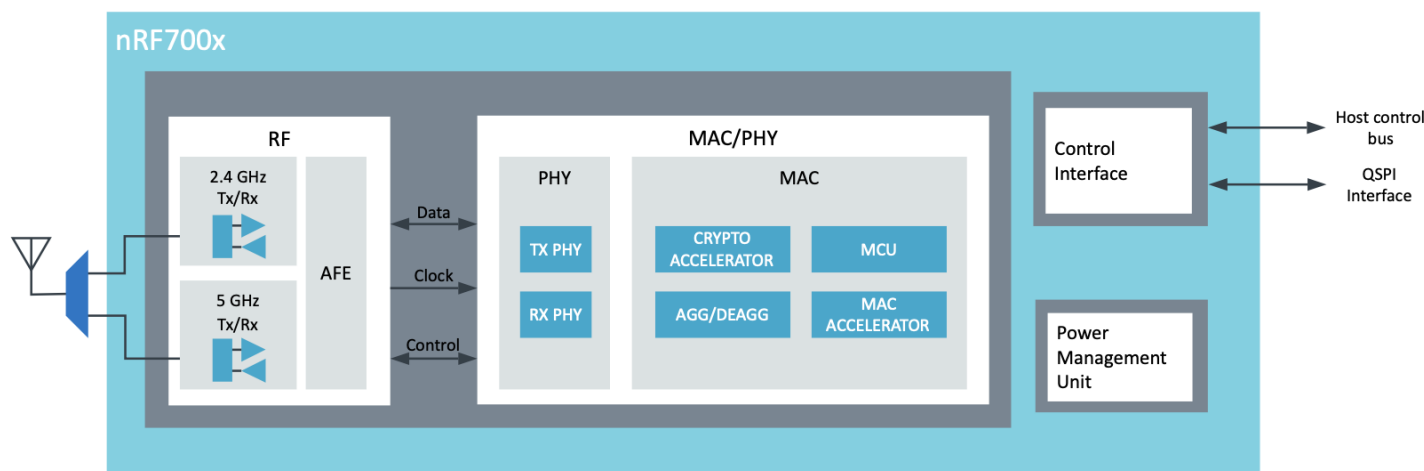 nRF700x
RF
2.4 GHz
Tx/Rx
5 GHz
Tx/Rx
AFE
Data
Clock
Control
MAC/PHY
PHY
TX PHY
RX PHY
MAC
CRYPTO
ACCELERATOR
MCU
AGG/DEAGG
MAC
ACCELERATOR
Control
Interface
Host control
bus
QSPI
Interface
Power
Management
Unit